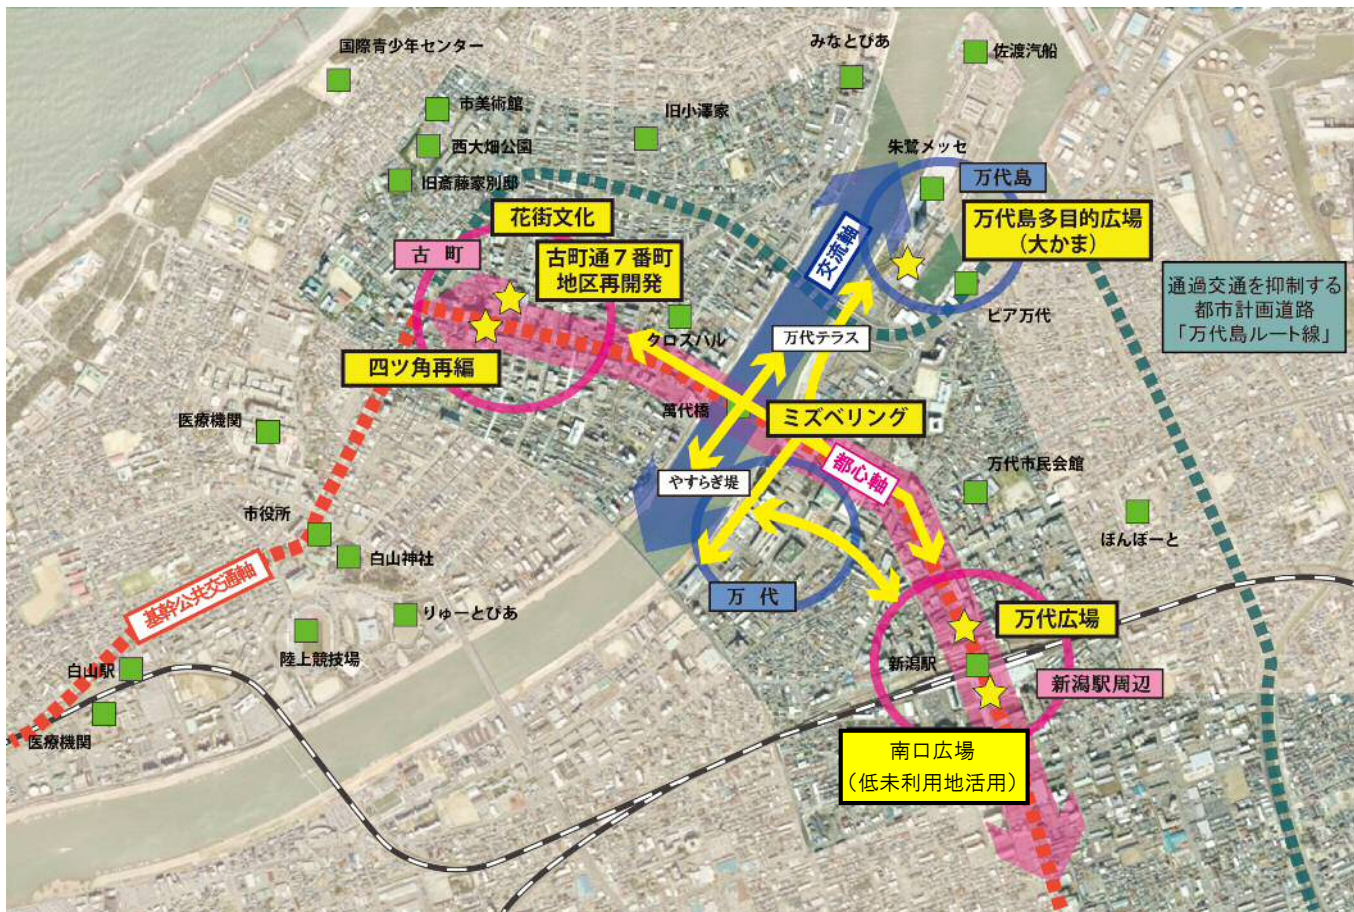 国際青少年センター
みなとぴあ
佐渡汽船
市美術館
旧小澤家
西大畑公園
朱鷺メッセ
旧斎藤家別邸
万代島
花街文化
万代島多目的広場
（大かま）
古 町
古町通７番町
地区再開発
交流軸
通過交通を抑制する
都市計画道路
「万代島ルート線」
ピア万代
万代テラス
クロスパル
四ツ角再編
萬代橋
ミズベリング
医療機関
都心軸
万代市民会館
やすらぎ堤
市役所
ほんぽーと
白山神社
基幹公共交通軸
万 代
りゅーとぴあ
万代広場
陸上競技場
新潟駅
白山駅
新潟駅周辺
医療機関
南口広場
（低未利用地活用）